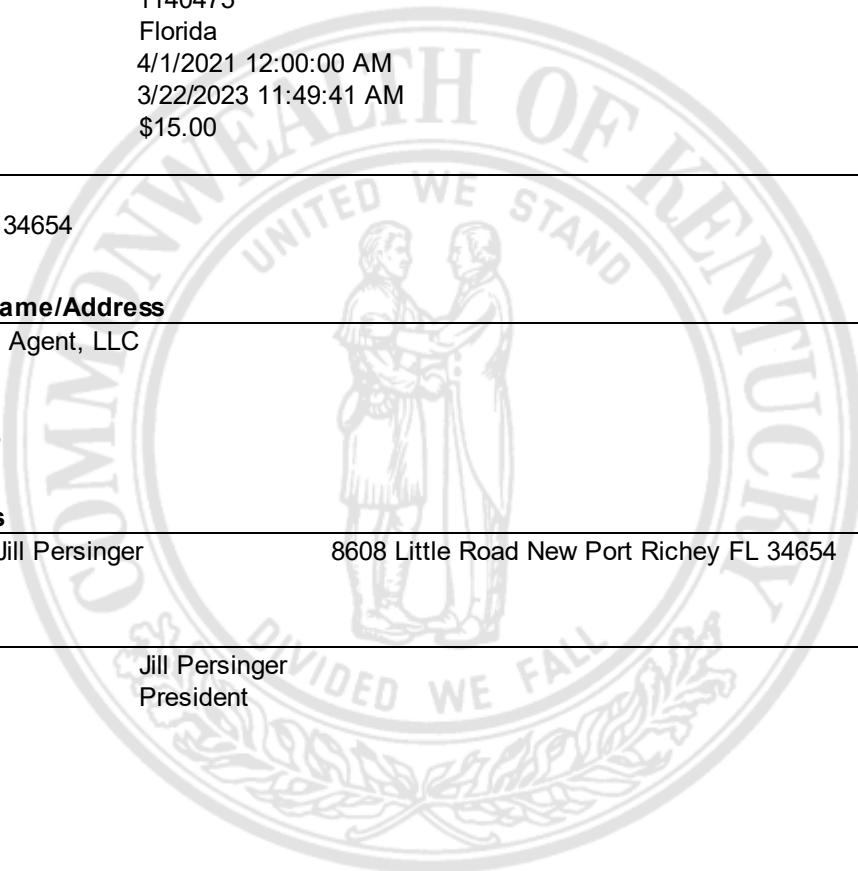 1140475
Florida
4/1/2021 12:00:00 AM
3/22/2023 11:49:41 AM
$15.00
34654
ame/Address
Agent, LLC
s
Jill Persinger 8608 Little Road New Port Richey FL 34654
Jill Persinger
President
COMMONWEALTH OF KENTUCKY
UNITED WE STAND
DIVIDED WE FALL